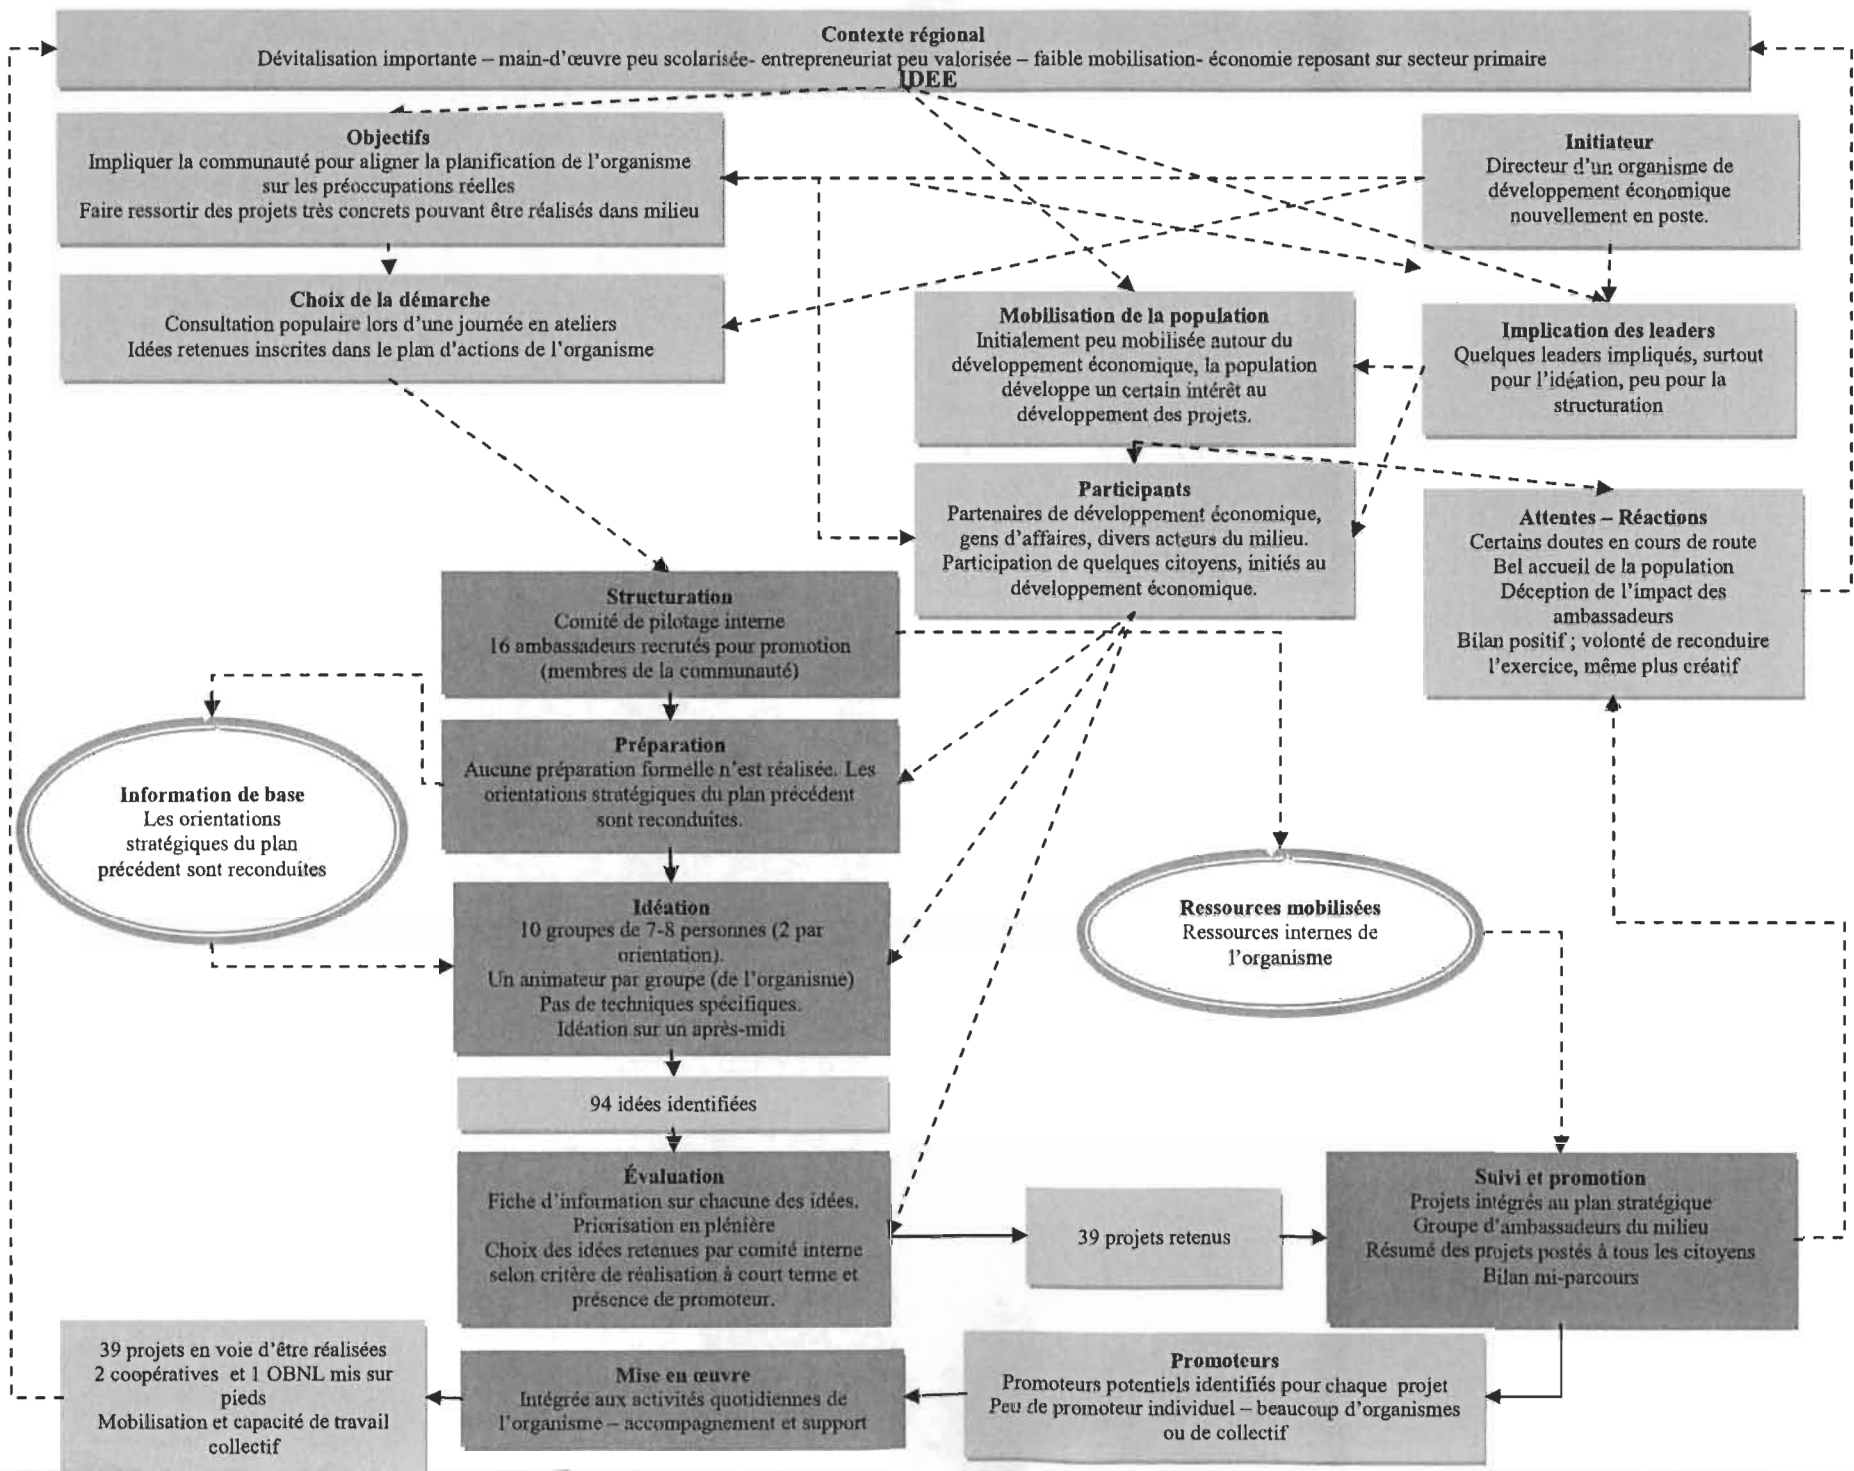 Contexte régional
Dévitalisation importante – main-d'œuvre peu scolarisée- entrepreneuriat peu valorisée – faible mobilisation- économie reposant sur secteur primaire
IDEE
Objectifs
Impliquer la communauté pour aligner la planification de l'organisme
sur les préoccupations réelles
Faire ressortir des projets très concrets pouvant être réalisés dans milieu
Initiateur
Directeur d'un organisme de
développement économique
nouvellement en poste.
Choix de la démarche
Consultation populaire lors d'une journée en ateliers
Idées retenues inscrites dans le plan d'actions de l'organisme
Mobilisation de la population
Initialement peu mobilisée autour du
développement économique, la population
développe un certain intérêt au
développement des projets.
Implication des leaders
Quelques leaders impliqués, surtout
pour l'idéation, peu pour la
structuration
Participants
Partenaires de développement économique,
gens d'affaires, divers acteurs du milieu.
Participation de quelques citoyens, initiés au
développement économique.
Attentes – Réactions
Certains doutes en cours de route
Bel accueil de la population
Déception de l'impact des
ambassadeurs
Bilan positif ; volonté de reconduire
l'exercice, même plus créatif
Structuration
Comité de pilotage interne
16 ambassadeurs recrutés pour promotion
(membres de la communauté)
Préparation
Aucune préparation formelle n'est réalisée. Les
orientations stratégiques du plan précédent
sont reconduites.
Information de base
Les orientations
stratégiques du plan
précédent sont reconduites
Idéation
10 groupes de 7-8 personnes (2 par
orientation).
Un animateur par groupe (de l'organisme)
Pas de techniques spécifiques.
Idéation sur un après-midi
Ressources mobilisées
Ressources internes de
l'organisme
94 idées identifiées
Évaluation
Fiche d'information sur chacune des idées.
Priorisation en plénière
Choix des idées retenues par comité interne
selon critère de réalisation à court terme et
présence de promoteur.
39 projets retenus
Suivi et promotion
Projets intégrés au plan stratégique
Groupe d'ambassadeurs du milieu
Résumé des projets postés à tous les citoyens
Bilan mi-parcours
39 projets en voie d'être réalisées
2 coopératives et 1 OBNL mis sur
pieds
Mobilisation et capacité de travail
collectif
Mise en œuvre
Intégrée aux activités quotidiennes de
l'organisme – accompagnement et support
Promoteurs
Promoteurs potentiels identifiés pour chaque projet
Peu de promoteur individuel – beaucoup d'organismes
ou de collectif